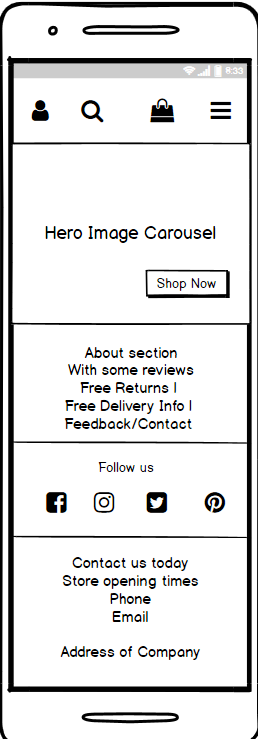 8:33
Hero Image Carousel
Shop Now
About section
With some reviews
Free Returns |
Free Delivery Info |
Feedback/Contact
Follow us
Contact us today
Store opening times
Phone
Email
Address of Company